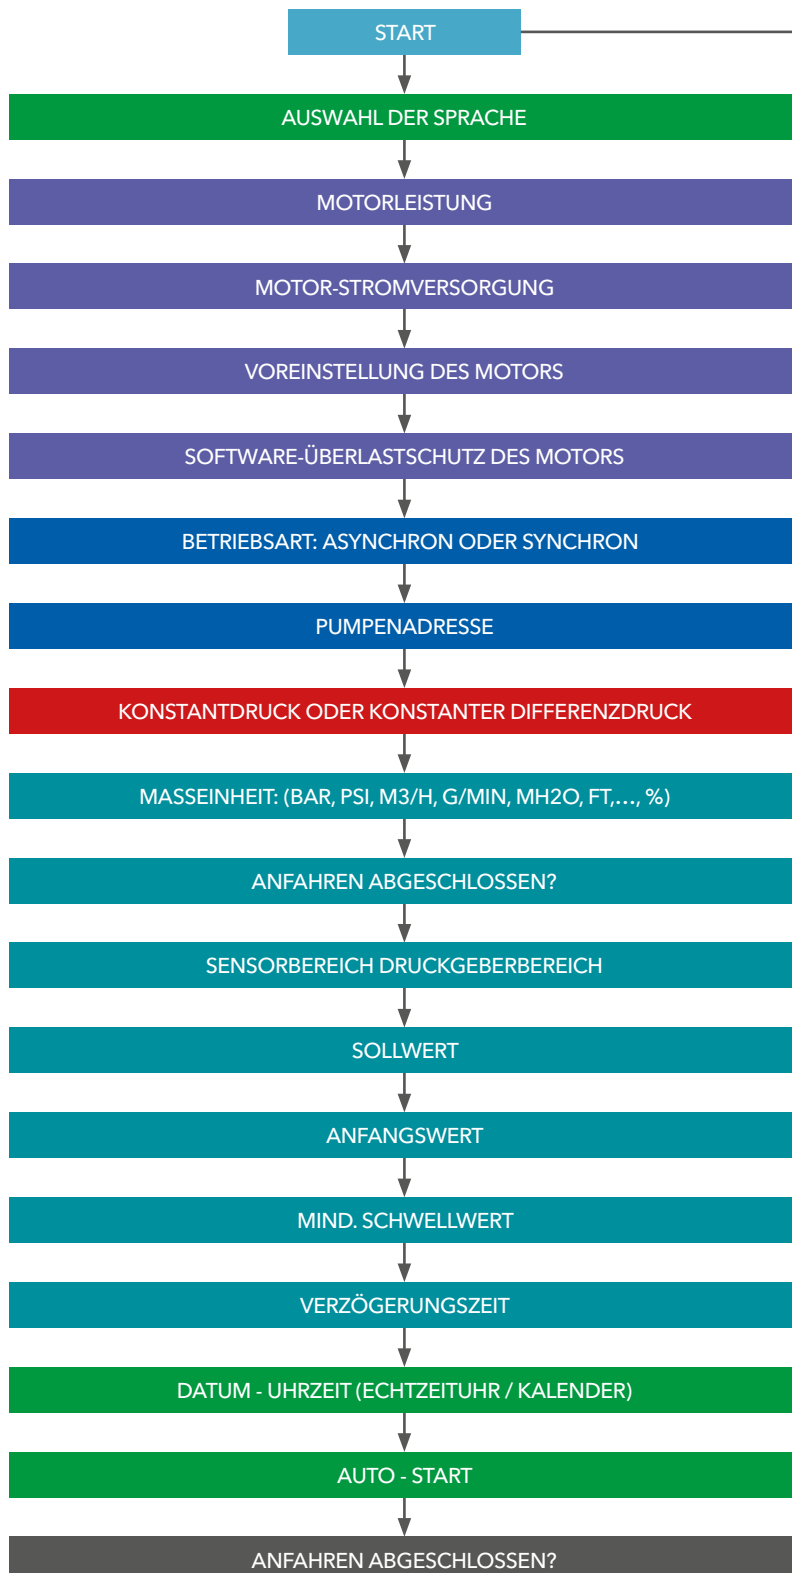 START
AUSWAHL DER SPRACHE
MOTORLEISTUNG
MOTOR-STROMVERSORGUNG
VOREINSTELLUNG DES MOTORS
SOFTWARE-ÜBERLASTSCHUTZ DES MOTORS
BETRIEBSART: ASYNCHRON ODER SYNCHRON
PUMPENADRESSE
KONSTANTDRUCK ODER KONSTANTER DIFFERENZDRUCK
MASSEINHEIT: (BAR, PSI, M3/H, G/MIN, MH2O, FT,..., %)
ANFAHREN ABGESCHLOSSEN?
SENSORBEREICH DRUCKGEBERBEREICH
SOLLWERT
ANFANGSWERT
MIND. SCHWELLWERT
VERZÖGERUNGSZEIT
DATUM - UHRZEIT (ECHTZEITUHR / KALENDER)
AUTO - START
ANFAHREN ABGESCHLOSSEN?